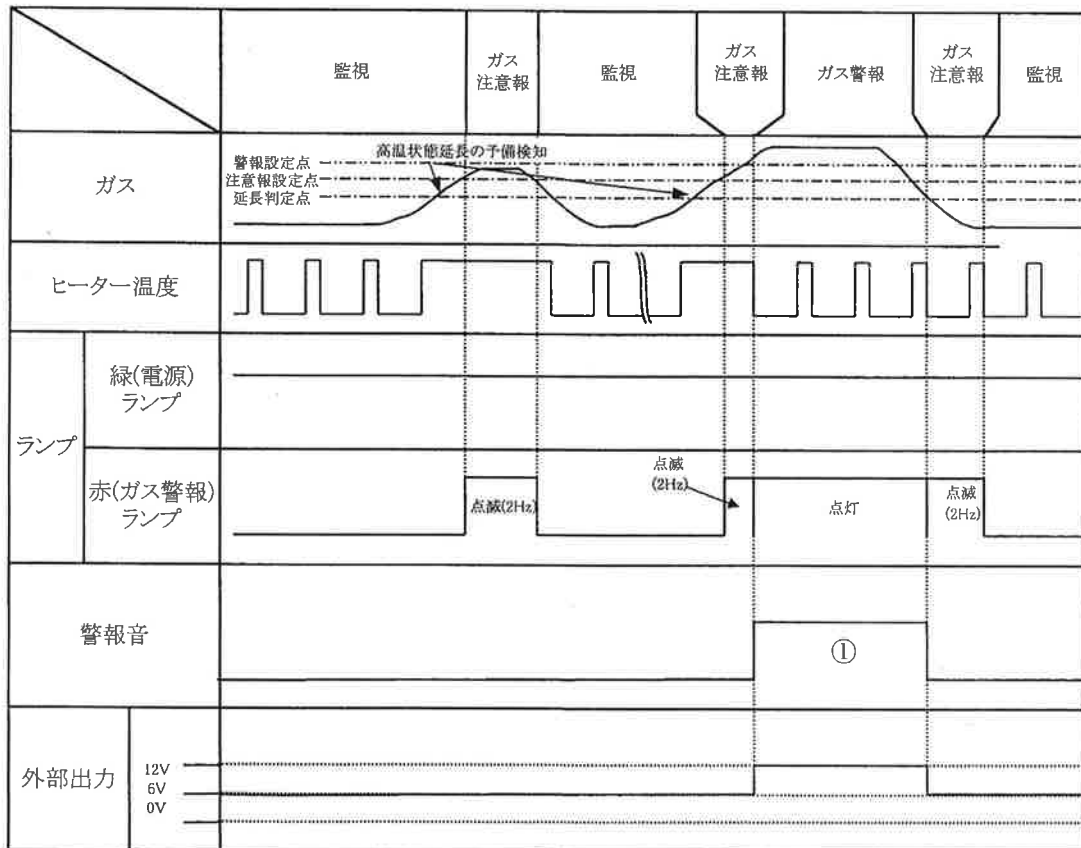 監視
ガス
注意報
監視
ガス
注意報
ガス警報
ガス
注意報
監視
ガス
警報設定点
注意報設定点
延長判定点
高温状態延長の予備検知
ヒーター温度
ランプ
緑(電源)
ランプ
赤(ガス警報)
ランプ
点滅(2Hz)
点滅
(2Hz)
点灯
点滅
(2Hz)
警報音
①
外部出力
12V
6V
0V